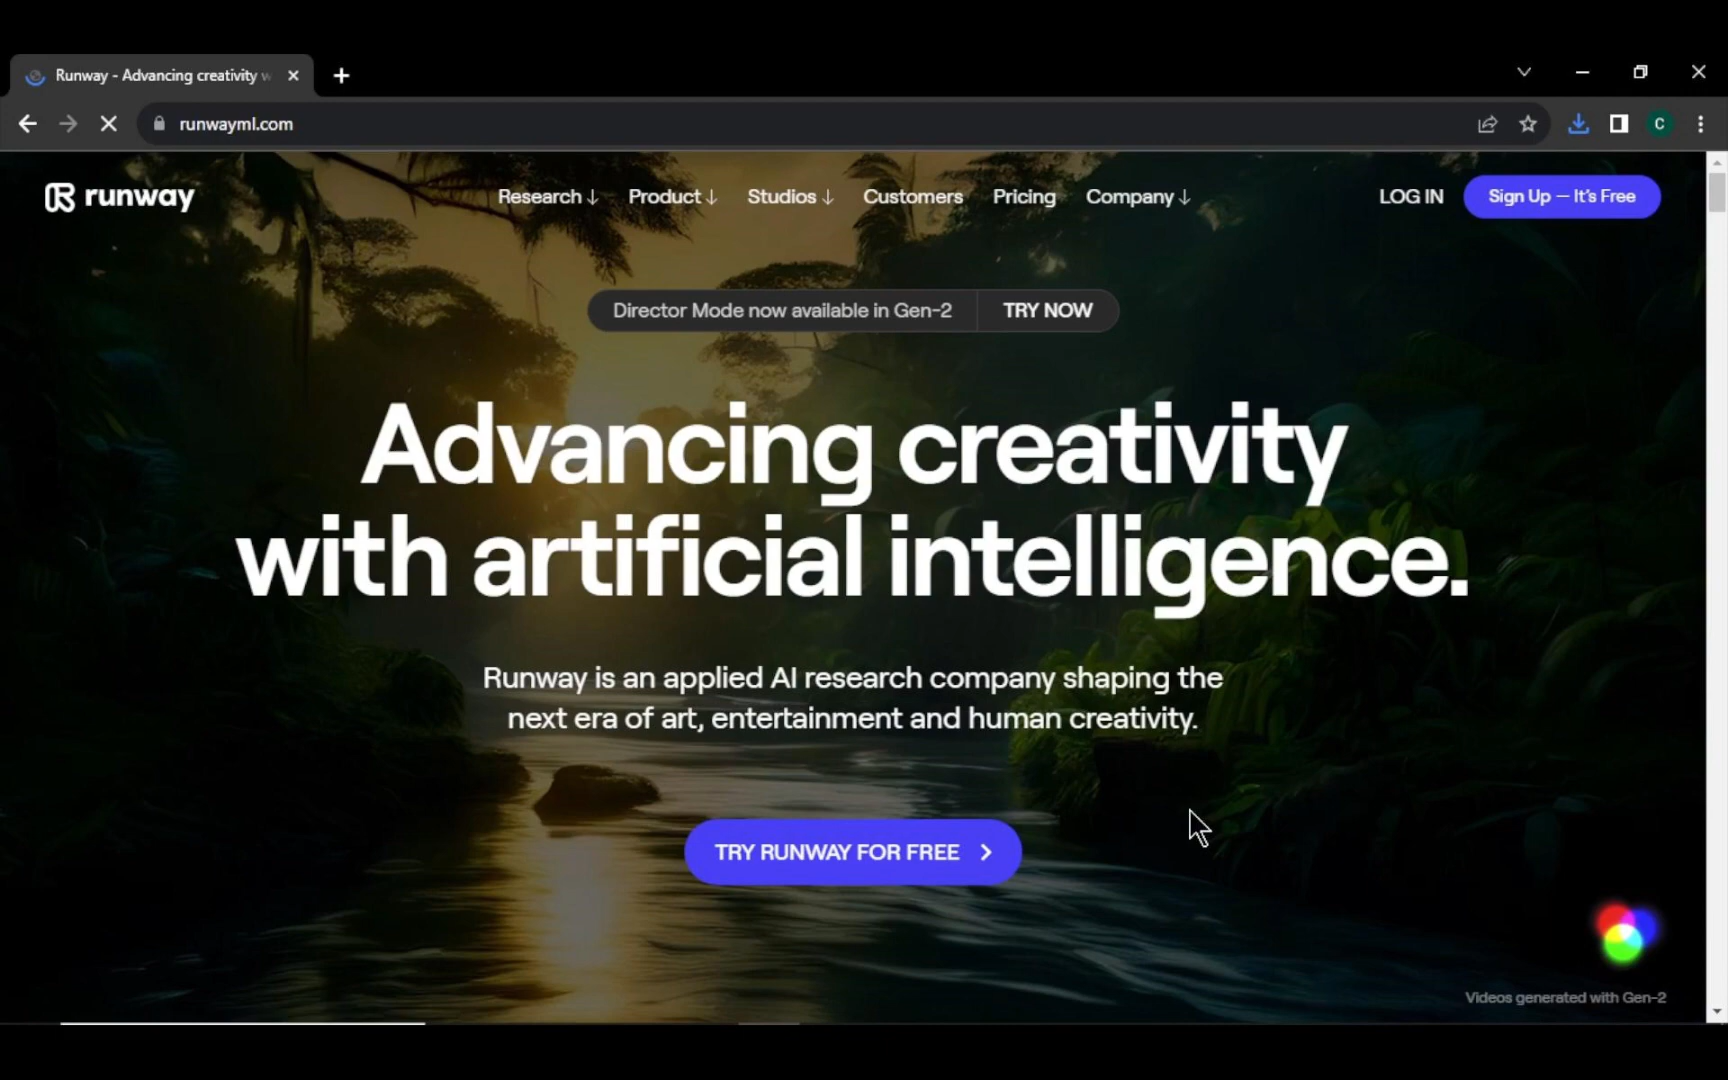 Runway - Advancing creativity w
runwayml.com
C
runway
Research ↓ Product ↓ Studios ↓ Customers Pricing Company ↓ LOG IN Sign Up — It's Free
Director Mode now available in Gen-2 TRY NOW
Advancing creativity
with artificial intelligence.
Runway is an applied AI research company shaping the
next era of art, entertainment and human creativity.
TRY RUNWAY FOR FREE
Videos generated with Gen-2